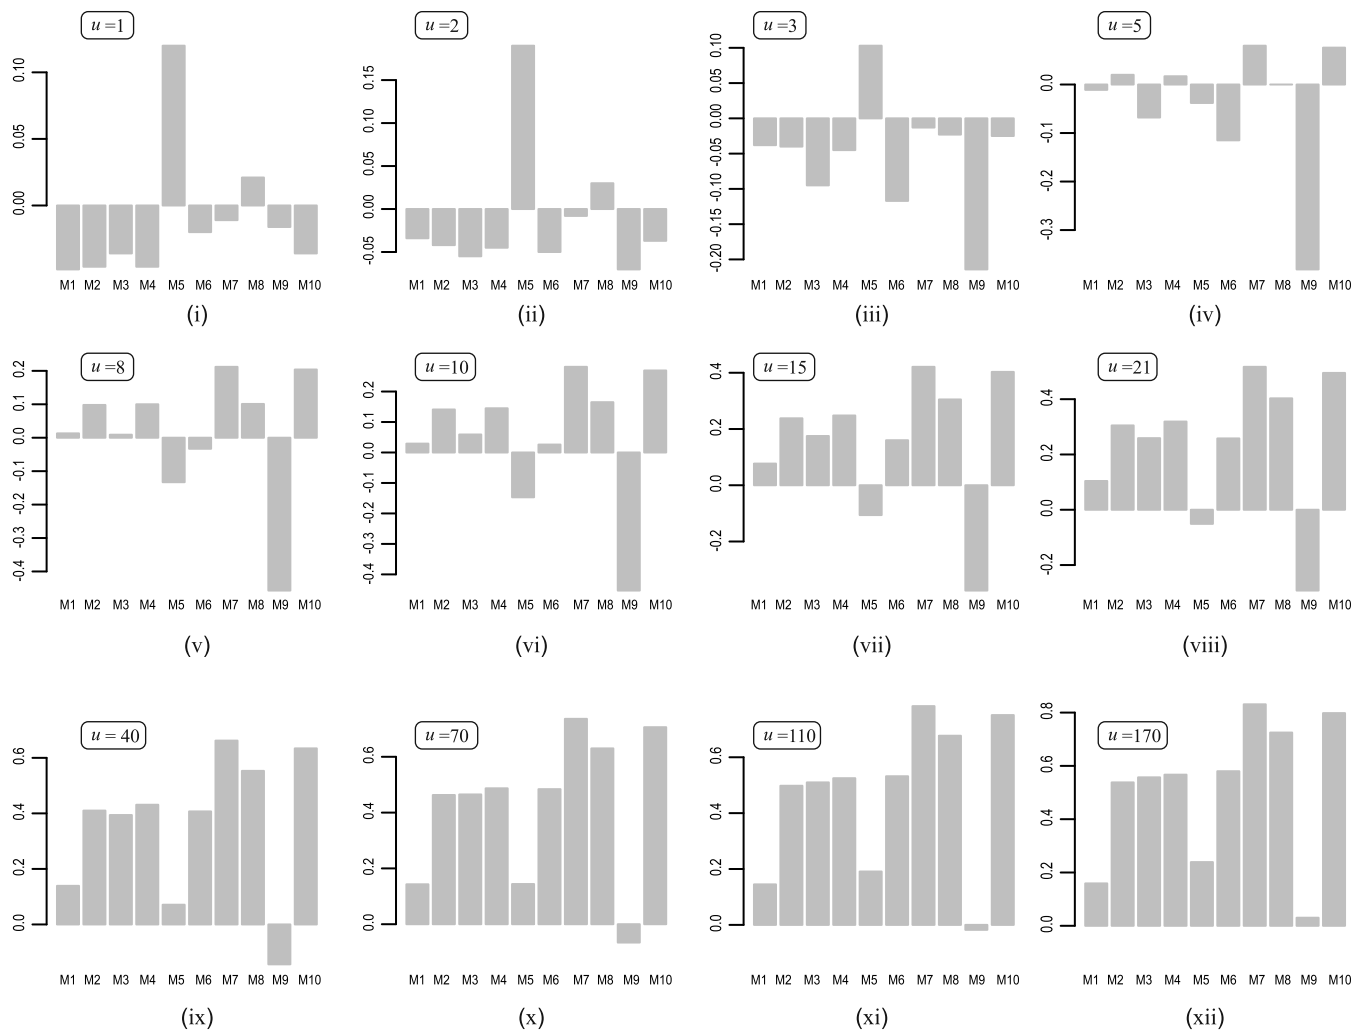 u =1
u =2
u =3
u =5
0.10
0.05
0.00
0.15
0.10
0.05
0.00
-0.05
0.10
0.05
0.00
-0.05
-0.10
-0.15
-0.20
0.0
-0.1
-0.2
-0.3
M1 M2 M3 M4 M5 M6 M7 M8 M9 M10
M1 M2 M3 M4 M5 M6 M7 M8 M9 M10
M1 M2 M3 M4 M5 M6 M7 M8 M9 M10
M1 M2 M3 M4 M5 M6 M7 M8 M9 M10
(i)
(ii)
(iii)
(iv)
u =8
u =10
u =15
u =21
0.2
0.1
0.0
-0.1
-0.2
-0.3
-0.4
0.2
0.1
0.0
-0.1
-0.2
-0.3
-0.4
0.4
0.2
0.0
-0.2
0.4
0.2
0.0
-0.2
M1 M2 M3 M4 M5 M6 M7 M8 M9 M10
M1 M2 M3 M4 M5 M6 M7 M8 M9 M10
M1 M2 M3 M4 M5 M6 M7 M8 M9 M10
M1 M2 M3 M4 M5 M6 M7 M8 M9 M10
(v)
(vi)
(vii)
(viii)
u = 40
u =70
u =110
u =170
0.6
0.4
0.2
0.0
0.6
0.4
0.2
0.0
0.6
0.4
0.2
0.0
0.8
0.6
0.4
0.2
0.0
M1 M2 M3 M4 M5 M6 M7 M8 M9 M10
M1 M2 M3 M4 M5 M6 M7 M8 M9 M10
M1 M2 M3 M4 M5 M6 M7 M8 M9 M10
M1 M2 M3 M4 M5 M6 M7 M8 M9 M10
(ix)
(x)
(xi)
(xii)